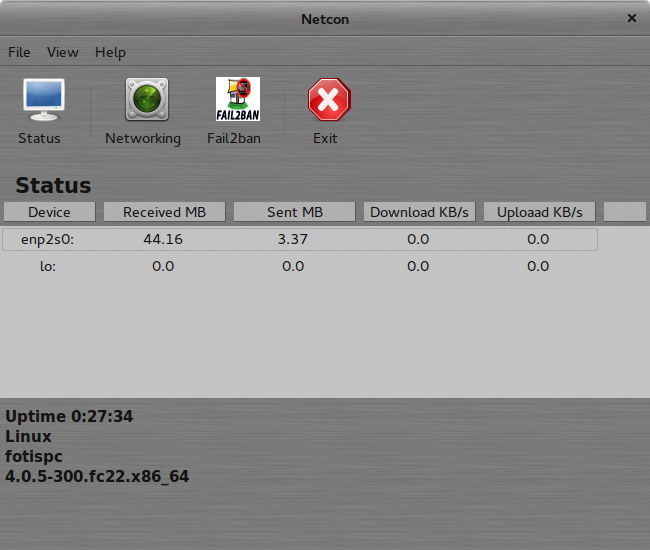 Netcon ×
File View Help
FAIL2BAN
Status Networking Fail2ban Exit
Status
Device Received MB Sent MB Download KB/s Uploaad KB/s
enp2s0: 44.16 3.37 0.0 0.0
lo: 0.0 0.0 0.0 0.0
Uptime 0:27:34
Linux
fotispc
4.0.5-300.fc22.x86_64